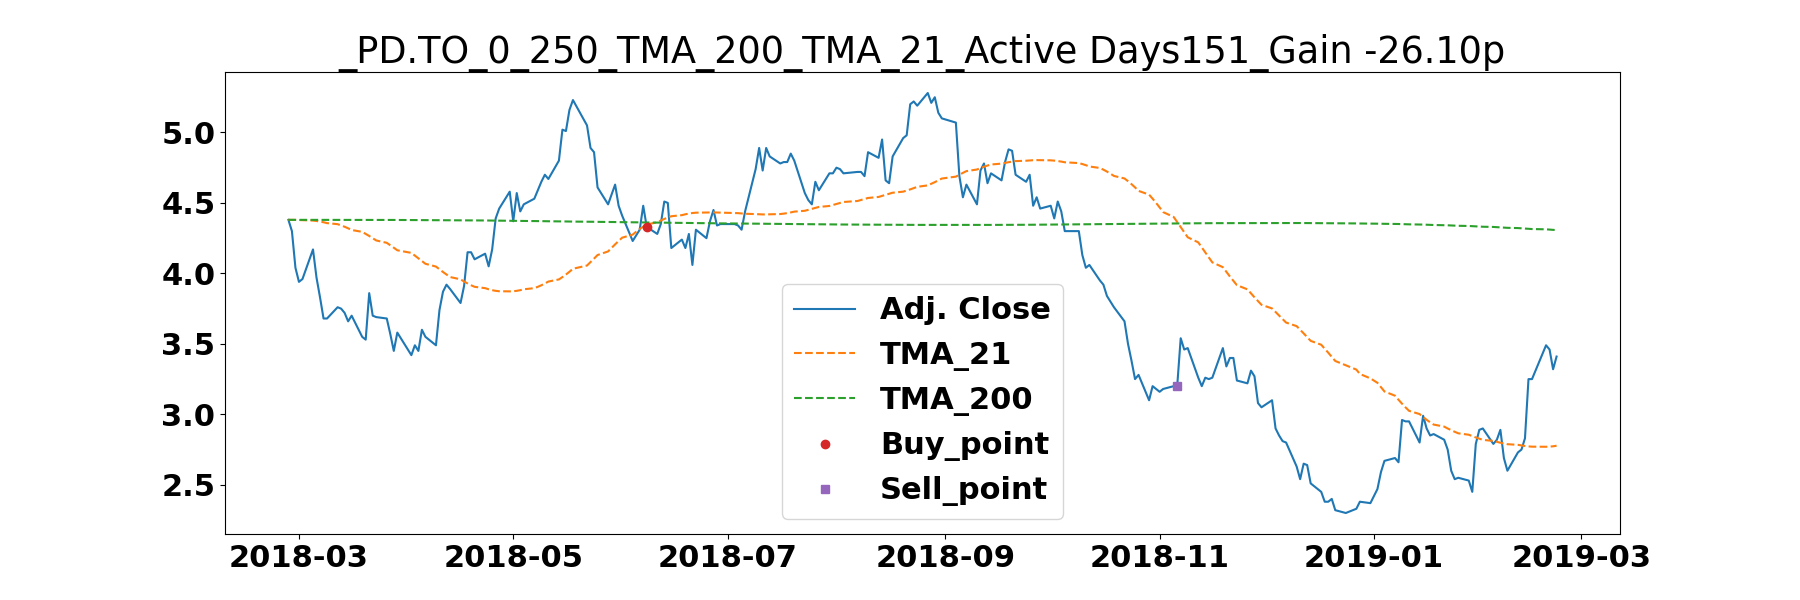 _PD.TO_0_250_TMA_200_TMA_21_Active Days151_Gain -26.10p
5.0
4.5
4.0
3.5
3.0
2.5
Adj. Close
TMA_21
TMA_200
Buy_point
Sell_point
2018-03 2018-05 2018-07 2018-09 2018-11 2019-01 2019-03